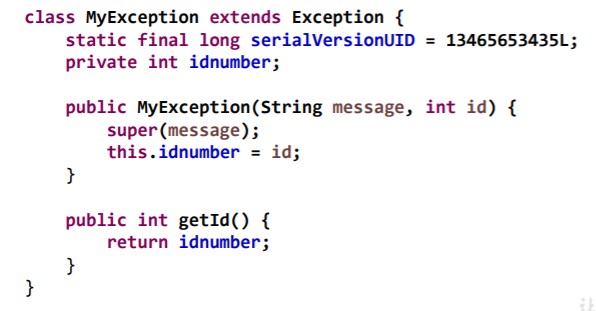 class MyException extends Exception {
    static final long serialVersionUID = 13465653435L;
    private int idnumber;

    public MyException(String message, int id) {
        super(message);
        this.idnumber = id;
    }

    public int getId() {
        return idnumber;
    }
}